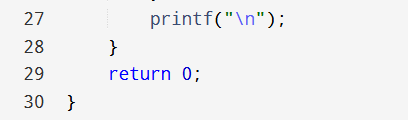 27 printf("\n");
28 }
29 return 0;
30 }